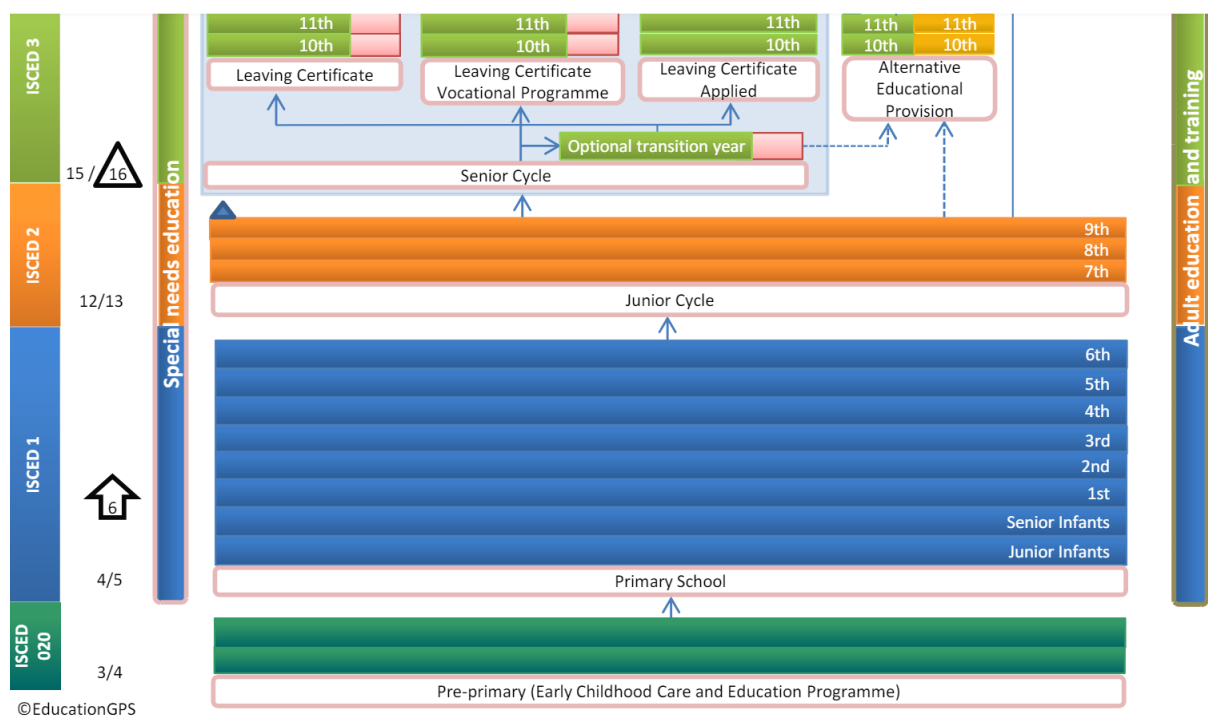 ISCED 3
11th
11th
11th
11th
11th
10th
10th
10th
10th
10th
Leaving Certificate
Leaving Certificate
Vocational Programme
Leaving Certificate
Applied
Alternative
Educational
Provision
Optional transition year
15 / 16
Senior Cycle
Special needs education
Adult education and training
ISCED 2
9th
8th
7th
12/13
Junior Cycle
ISCED 1
6th
5th
4th
3rd
2nd
1st
6
Senior Infants
Junior Infants
4/5
Primary School
ISCED
020
3/4
Pre-primary (Early Childhood Care and Education Programme)
©EducationGPS